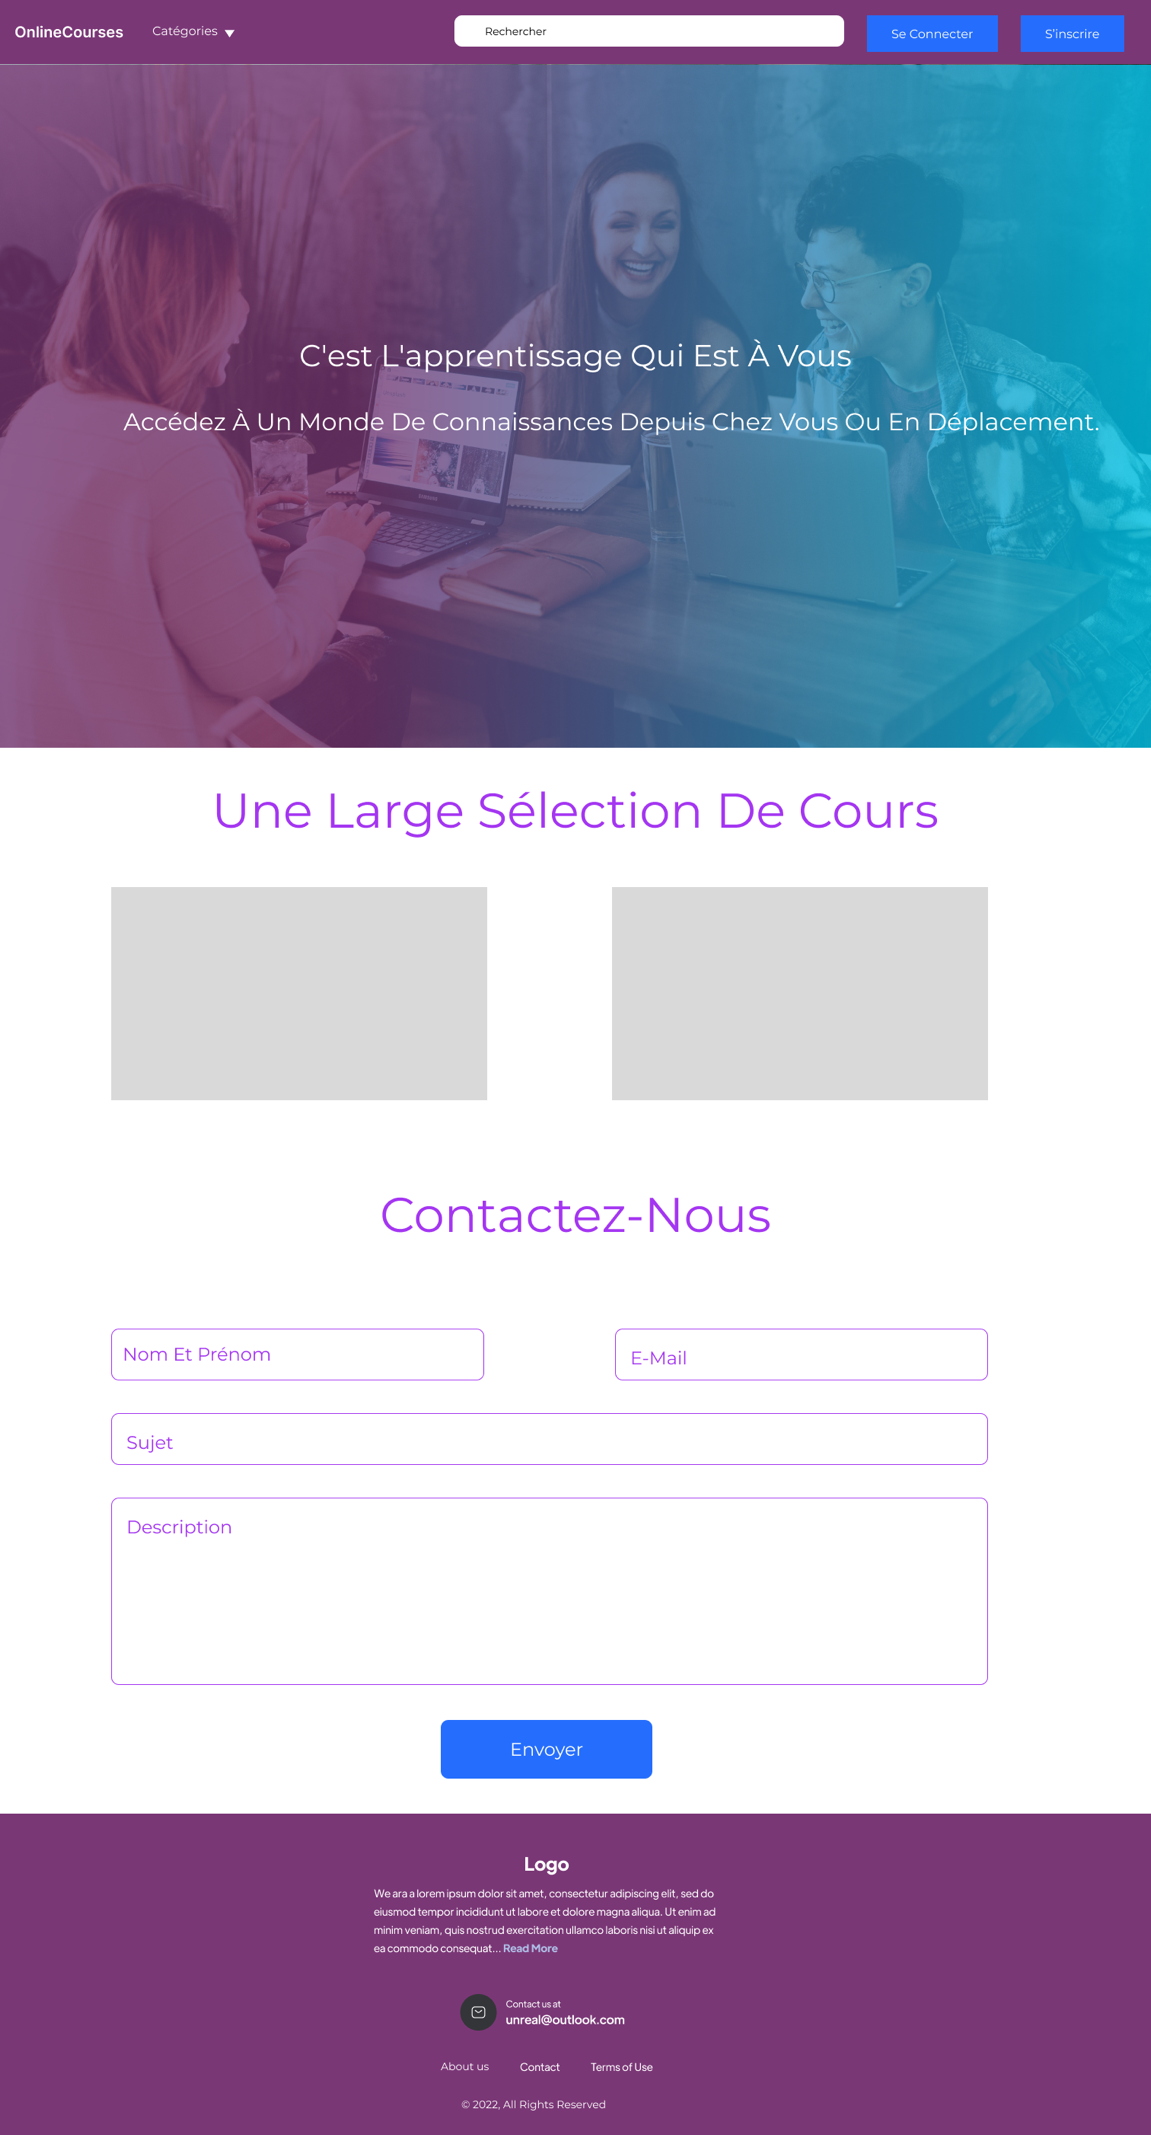 OnlineCourses
Catégories
Rechercher
Se Connecter
S'inscrire
C'est L'apprentissage Qui Est À Vous
Accédez À Un Monde De Connaissances Depuis Chez Vous Ou En Déplacement.
Une Large Sélection De Cours
Contactez-Nous
Nom Et Prénom
E-Mail
Sujet
Description
Envoyer
Logo
We ara a lorem ipsum dolor sit amet, consectetur adipiscing elit, sed do
eiusmod tempor incididunt ut labore et dolore magna aliqua. Ut enim ad
minim veniam, quis nostrud exercitation ullamco laboris nisi ut aliquip ex
ea commodo consequat... Read More
Contact us at
unreal@outlook.com
About us
Contact
Terms of Use
© 2022, All Rights Reserved